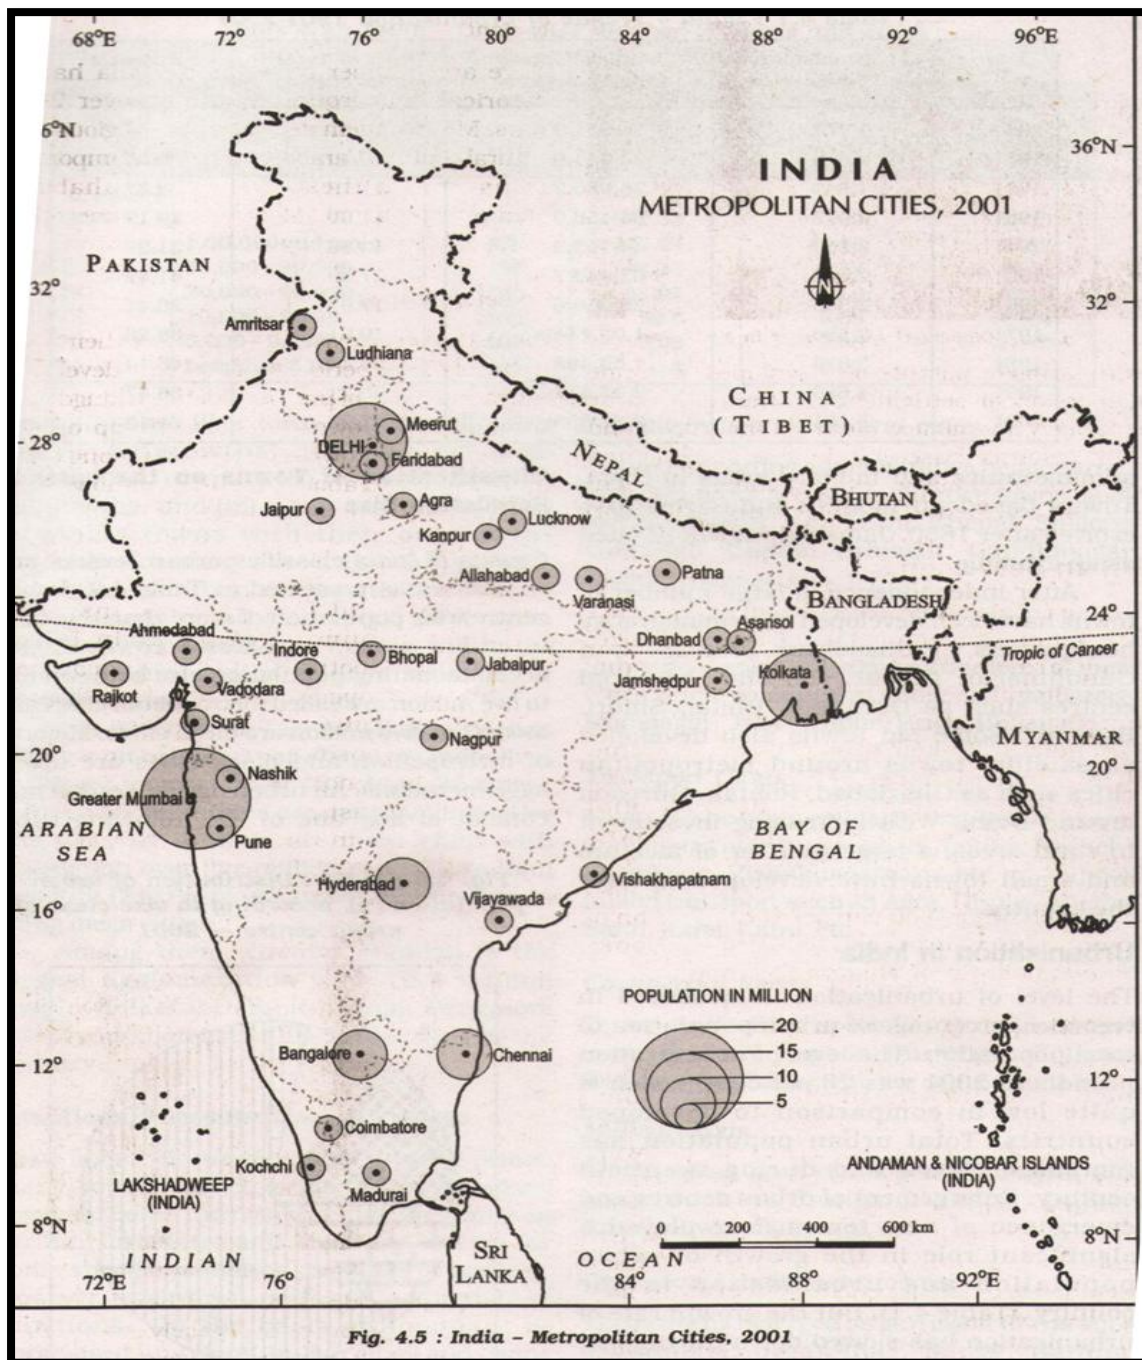 68°E 72° 76° 80° 84° 88° 92° 96°E
6°N
36°N
INDIA
METROPOLITAN CITIES, 2001
N
PAKISTAN
32°
32°
Amritsar
Ludhiana
CHINA
(TIBET)
28°
28°
Meerut
DELHI
Faridabad
NEPAL
BHUTAN
Jaipur
Agra
Lucknow
Kanpur
Allahabad
Varanasi
Patna
BANGLADESH
24°
24°
Ahmedabad
Indore
Bhopal
Jabalpur
Dhanbad
Asansol
Tropic of Cancer
Rajkot
Vadodara
Jamshedpur
Kolkata
Surat
Nagpur
MYANMAR
20°
20°
Nashik
Greater Mumbai
Pune
ARABIAN
SEA
BAY OF
BENGAL
Hyderabad
Vishakhapatnam
Vijayawada
16°
16°
POPULATION IN MILLION
20
15
10
5
Bangalore
Chennai
12°
12°
Coimbatore
Kochchi
Madurai
LAKSHADWEEP
(INDIA)
ANDAMAN & NICOBAR ISLANDS
(INDIA)
0 200 400 600 km
8°N
8°N
INDIAN
SRI
LANKA
OCEAN
72°E 76° 84° 88° 92°E
Fig. 4.5 : India – Metropolitan Cities, 2001